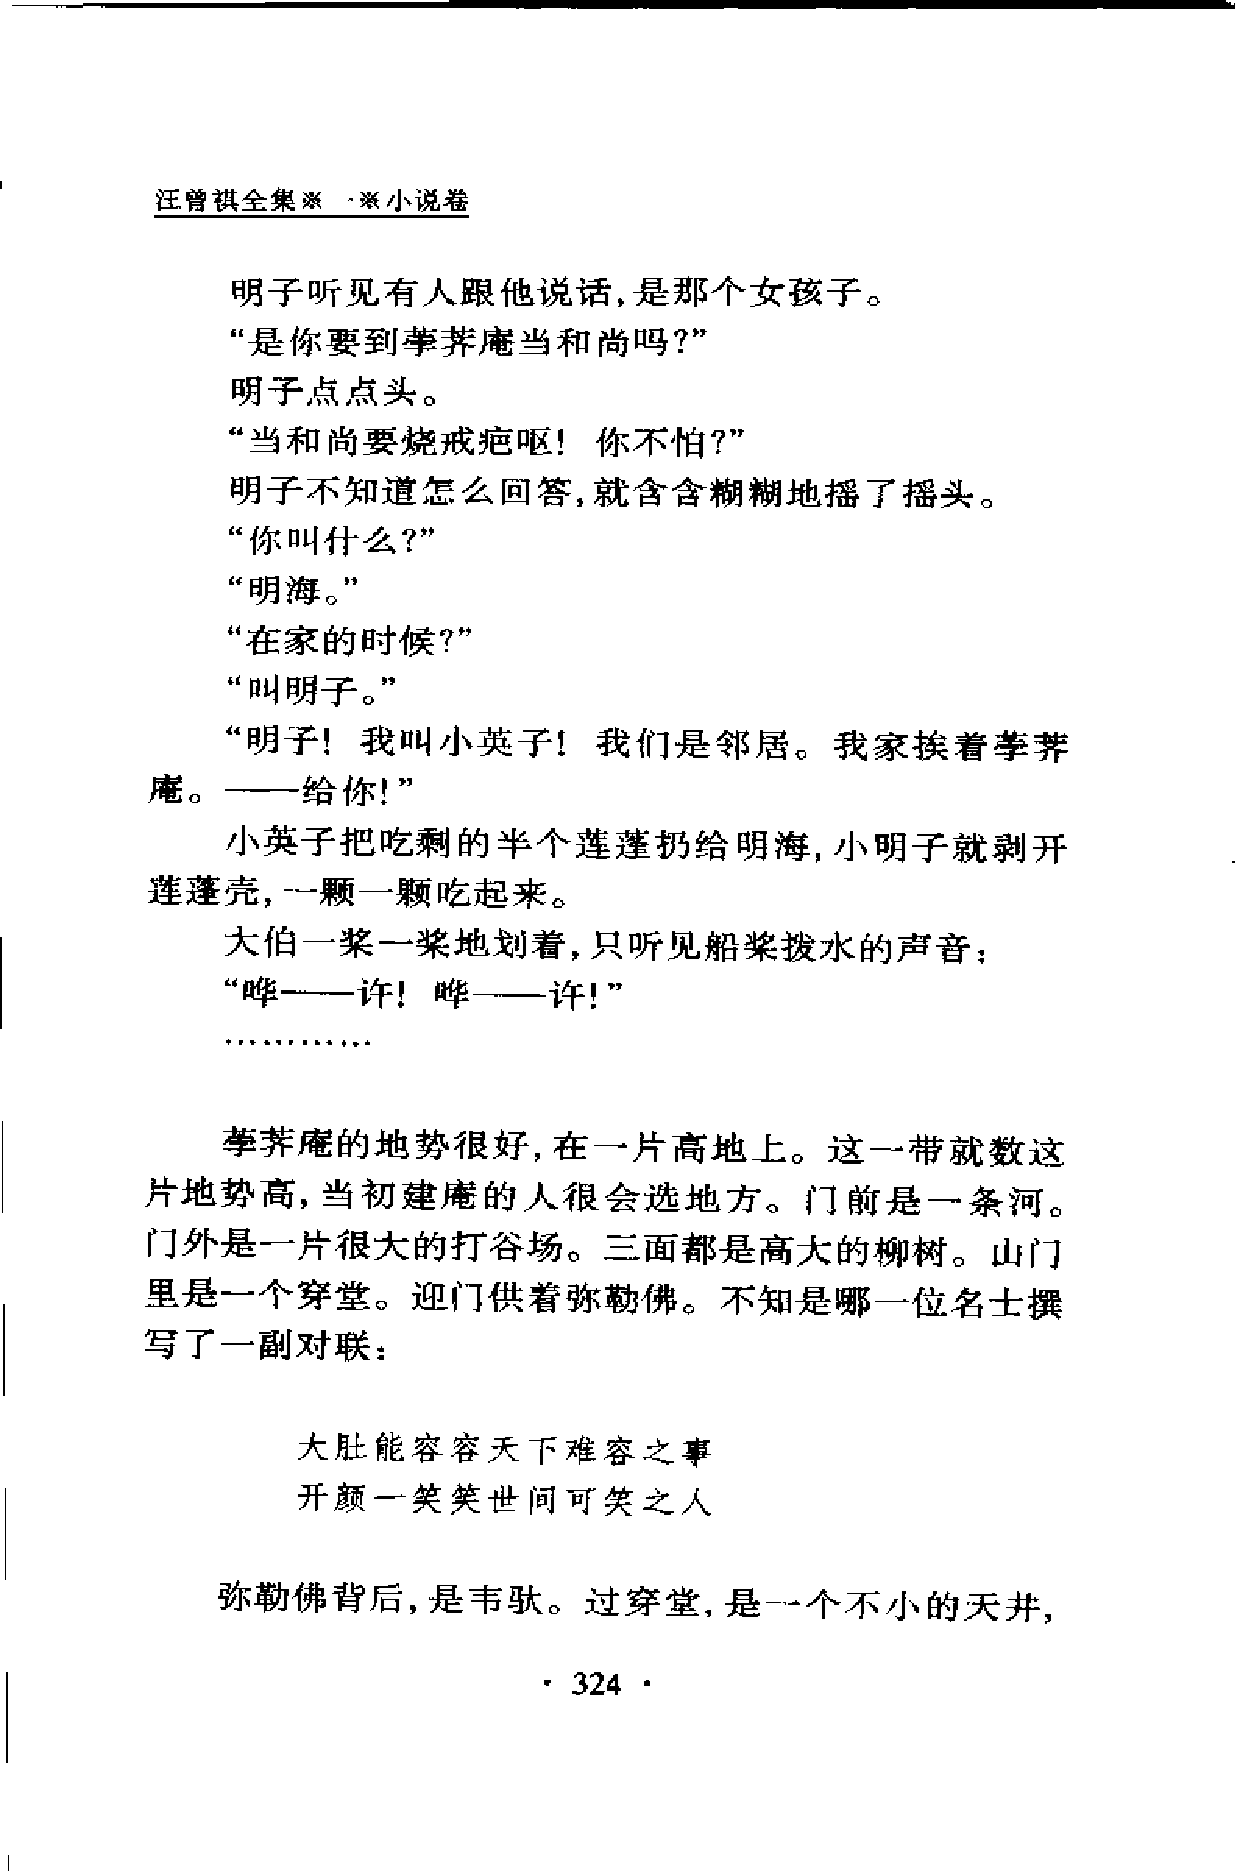 汪曾祺全集※一※小说卷
明子听见有人跟他说话,是那个女孩子。
“是你要到荸荠庵当和尚吗?”
明子点点头。
“当和尚要烧戒疤呕! 你不怕?”
明子不知道怎么回答,就含含糊糊地摇了摇头。
“你叫什么?”
“明海。”
“在家的时候?”
“叫明子。”
“明子! 我叫小英子! 我们是邻居。我家挨着荸荠
庵。——给你!”
小英子把吃剩的半个莲蓬扔给明海,小明子就剥开
莲蓬壳,一颗一颗吃起来。
大伯一桨一桨地划着,只听见船桨拨水的声音:
“哗——许! 哗——许!”
…………
荸荠庵的地势很好,在一片高地上。这一带就数这
片地势高,当初建庵的人很会选地方。门前是一条河。
门外是一片很大的打谷场。三面都是高大的柳树。山门
里是一个穿堂。迎门供着弥勒佛。不知是哪一位名士撰
写了一副对联:
大肚能容容天下难容之事
开颜一笑笑世间可笑之人
弥勒佛背后,是韦驮。过穿堂,是一个不小的天井,
· 324 ·